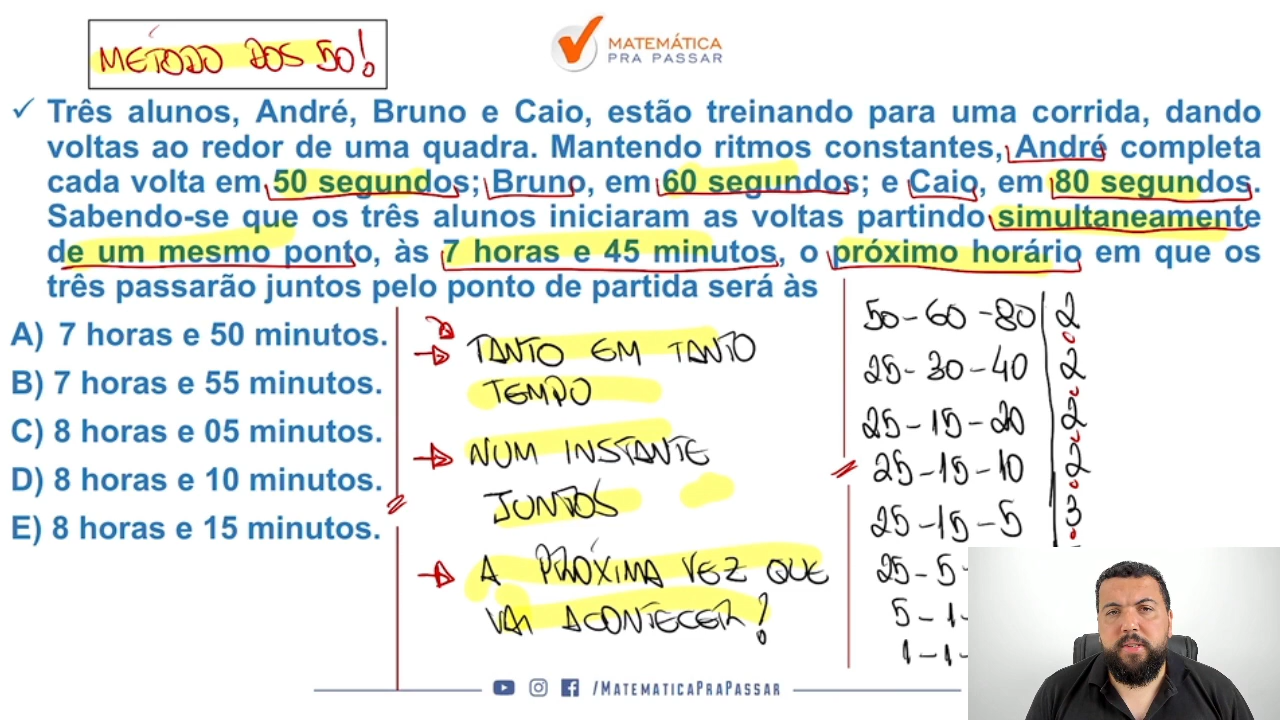 MÉTODO DOS 50!
MATEMÁTICA
PRA PASSAR
✓ Três alunos, André, Bruno e Caio, estão treinando para uma corrida, dando
voltas ao redor de uma quadra. Mantendo ritmos constantes, André completa
cada volta em 50 segundos; Bruno, em 60 segundos; e Caio, em 80 segundos.
Sabendo-se que os três alunos iniciaram as voltas partindo simultaneamente
de um mesmo ponto, às 7 horas e 45 minutos, o próximo horário em que os
três passarão juntos pelo ponto de partida será às
A) 7 horas e 50 minutos.
B) 7 horas e 55 minutos.
C) 8 horas e 05 minutos.
D) 8 horas e 10 minutos.
E) 8 horas e 15 minutos.
TANTO EM TANTO
TEMPO
NUM INSTANTE
JUNTOS
A PRÓXIMA VEZ QUE
VAI ACONTECER?
50-60-80 2
25-30-40 2
25-15-20 2
25-15-10 2
25-15-5 3
25-5-
5-1-
1-1-
/MATEMATICAPRAPASSAR